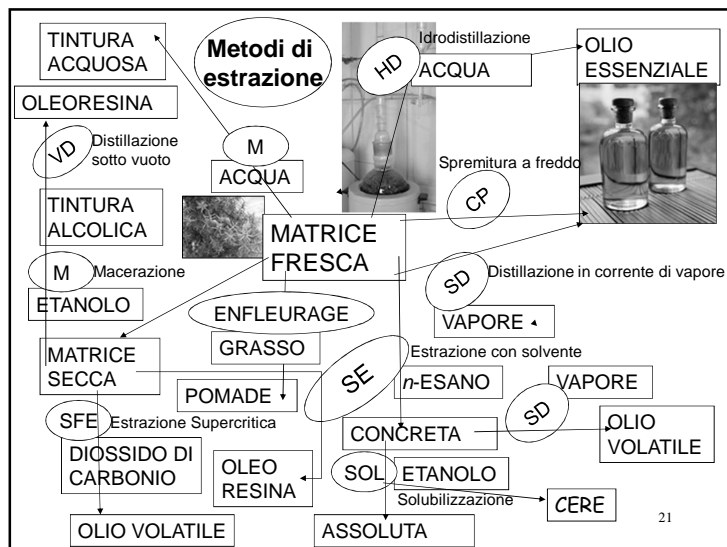 TINTURA
ACQUOSA
Metodi di
estrazione
Idrodistillazione
HD
ACQUA
OLIO
ESSENZIALE
OLEORESINA
VD
Distillazione
sotto vuoto
M
ACQUA
Spremitura a freddo
CP
TINTURA
ALCOLICA
MATRICE
FRESCA
M
Macerazione
ETANOLO
SD
Distillazione in corrente di vapore
VAPORE
ENFLEURAGE
GRASSO
POMADE
MATRICE
SECCA
SE
Estrazione con solvente
n-ESANO
SD
VAPORE
SFE
Estrazione Supercritica
DIOSSIDO DI
CARBONIO
OLEO
RESINA
CONCRETA
OLIO
VOLATILE
SOL
ETANOLO
Solubilizzazione
CERE
OLIO VOLATILE
ASSOLUTA
21